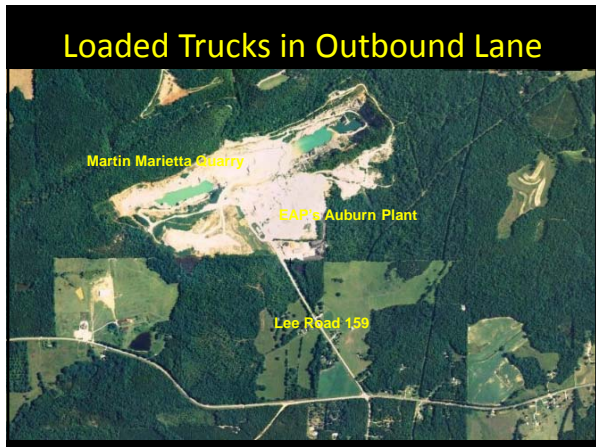 Loaded Trucks in Outbound Lane
Martin Marietta Quarry
EAP's Auburn Plant
Lee Road 159